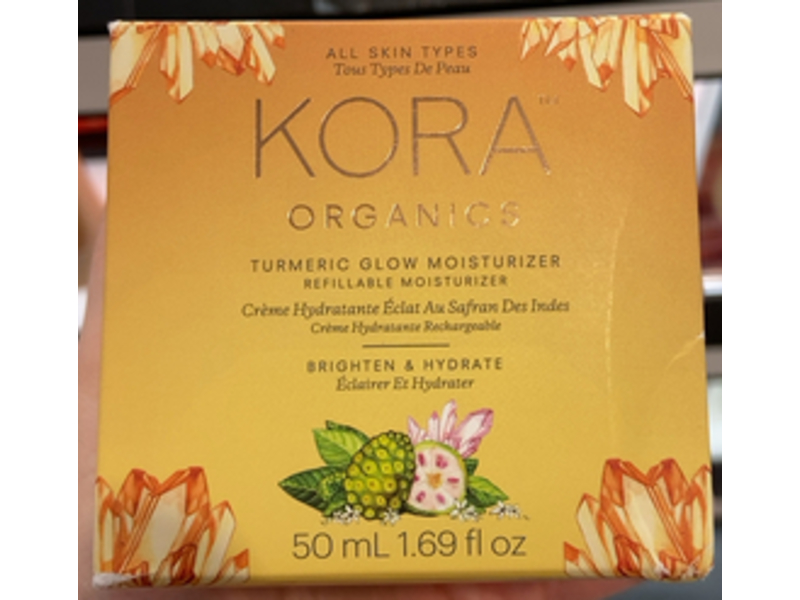 ALL SKIN TYPES
Tous Types De Peau
KORA
ORGANICS
TURMERIC GLOW MOISTURIZER
REFILLABLE MOISTURIZER
Crème Hydratante Éclat Au Safran Des Indes
Crème Hydratante Rechargeable
BRIGHTEN & HYDRATE
Éclairer Et Hydrater
50 mL 1.69 fl oz